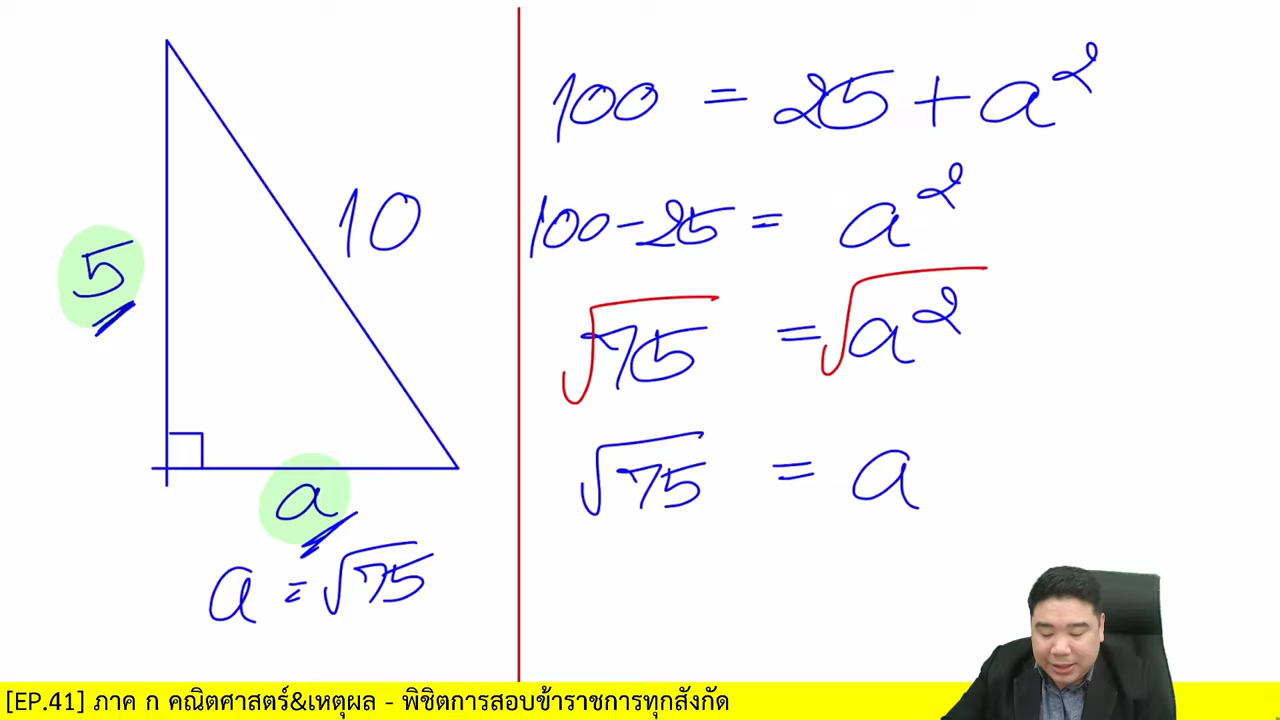 5
10
a
a = √75
100 = 25 + a²
100 - 25 = a²
√75 = √a²
√75 = a
[EP.41] ภาค ก คณิตศาสตร์&เหตุผล - พิชิตการสอบข้าราชการทุกสังกัด